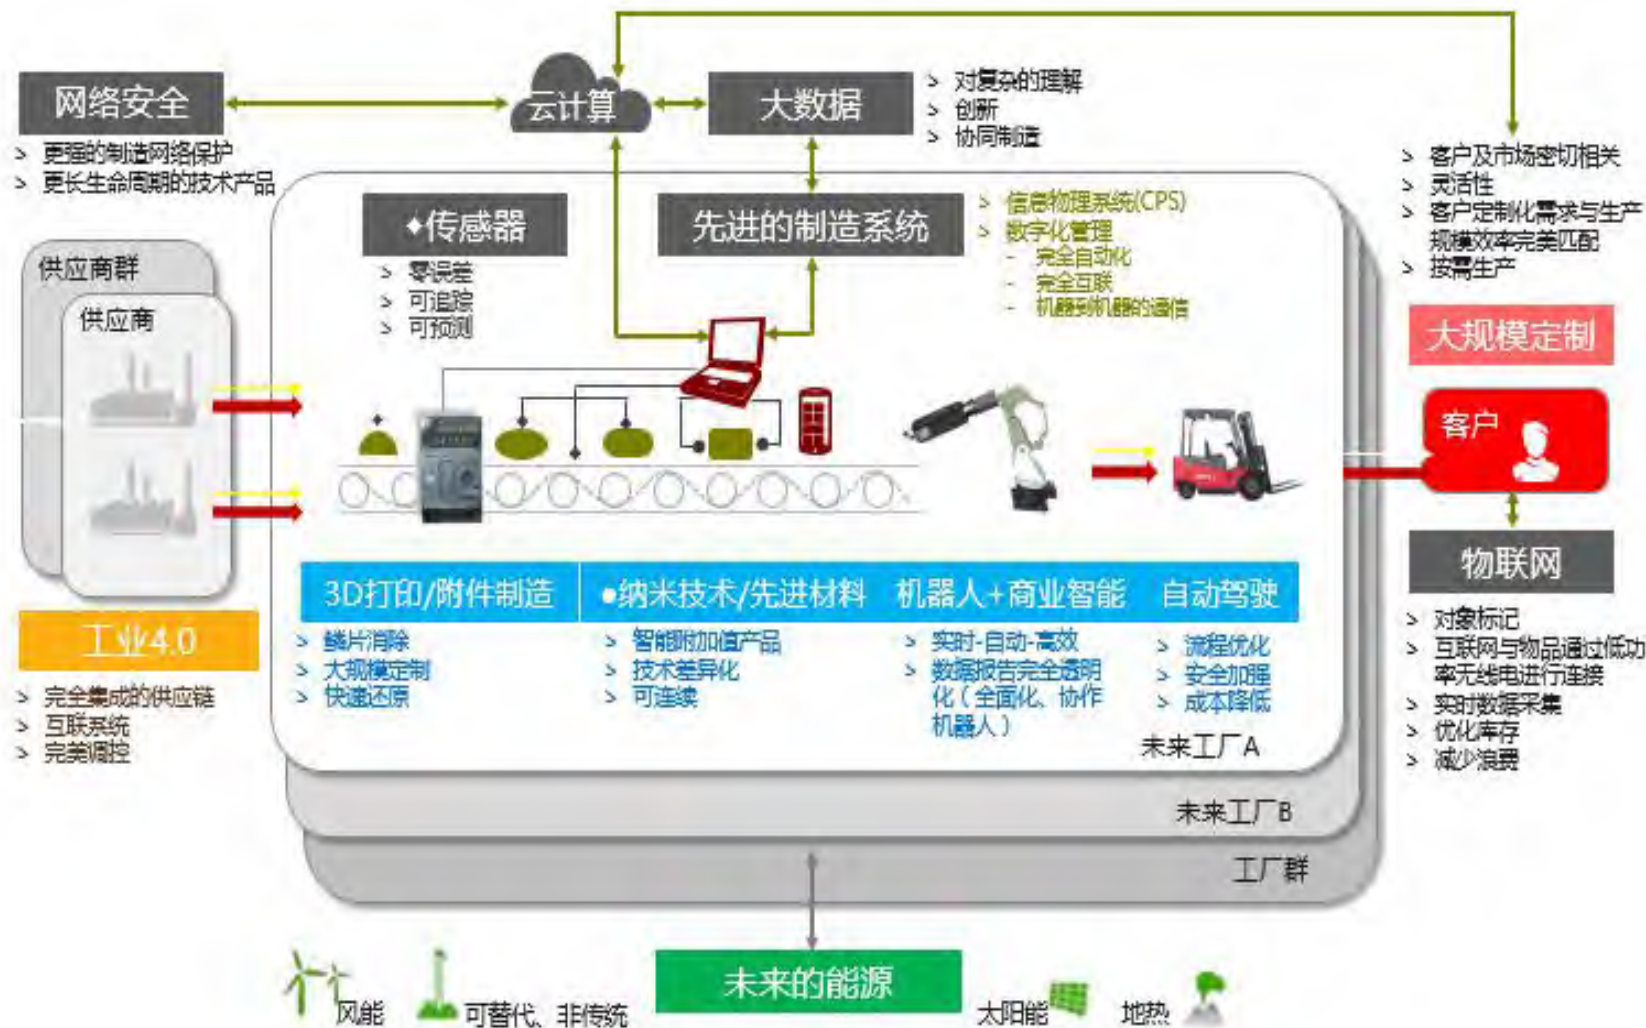 网络安全
> 更强的制造网络保护
> 更长生命周期的技术产品
云计算
大数据
> 对复杂的理解
> 创新
> 协同制造
> 客户及市场密切相关
> 灵活性
> 客户定制化需求与生产
规模效率完美匹配
> 按需生产
大规模定制
客户
物联网
> 对象标记
> 互联网与物品通过低功
率无线电进行连接
> 实时数据采集
> 优化库存
> 减少浪费
供应商群
供应商
工业4.0
> 完全集成的供应链
> 互联系统
> 完美调控
◆传感器
> 零误差
> 可追踪
> 可预测
先进的制造系统
> 信息物理系统(CPS)
> 数字化管理
- 完全自动化
- 完全互联
- 机器到机器的通信
3D打印/附件制造
> 鳞片消除
> 大规模定制
> 快速还原
●纳米技术/先进材料
> 智能附加值产品
> 技术差异化
> 可连续
机器人+商业智能
> 实时-自动-高效
> 数据报告完全透明
化(全面化、协作
机器人)
自动驾驶
> 流程优化
> 安全加强
> 成本降低
未来工厂A
未来工厂B
工厂群
未来的能源
风能
可替代、非传统
太阳能
地热